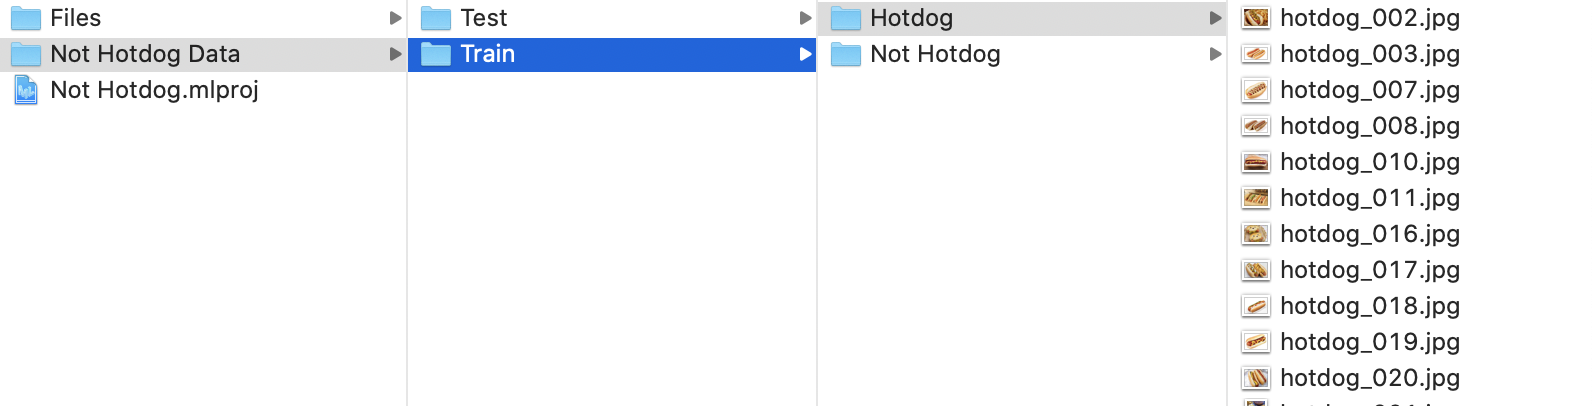 Files
Not Hotdog Data
Not Hotdog.mlproj
Test
Train
Hotdog
Not Hotdog
hotdog_002.jpg
hotdog_003.jpg
hotdog_007.jpg
hotdog_008.jpg
hotdog_010.jpg
hotdog_011.jpg
hotdog_016.jpg
hotdog_017.jpg
hotdog_018.jpg
hotdog_019.jpg
hotdog_020.jpg